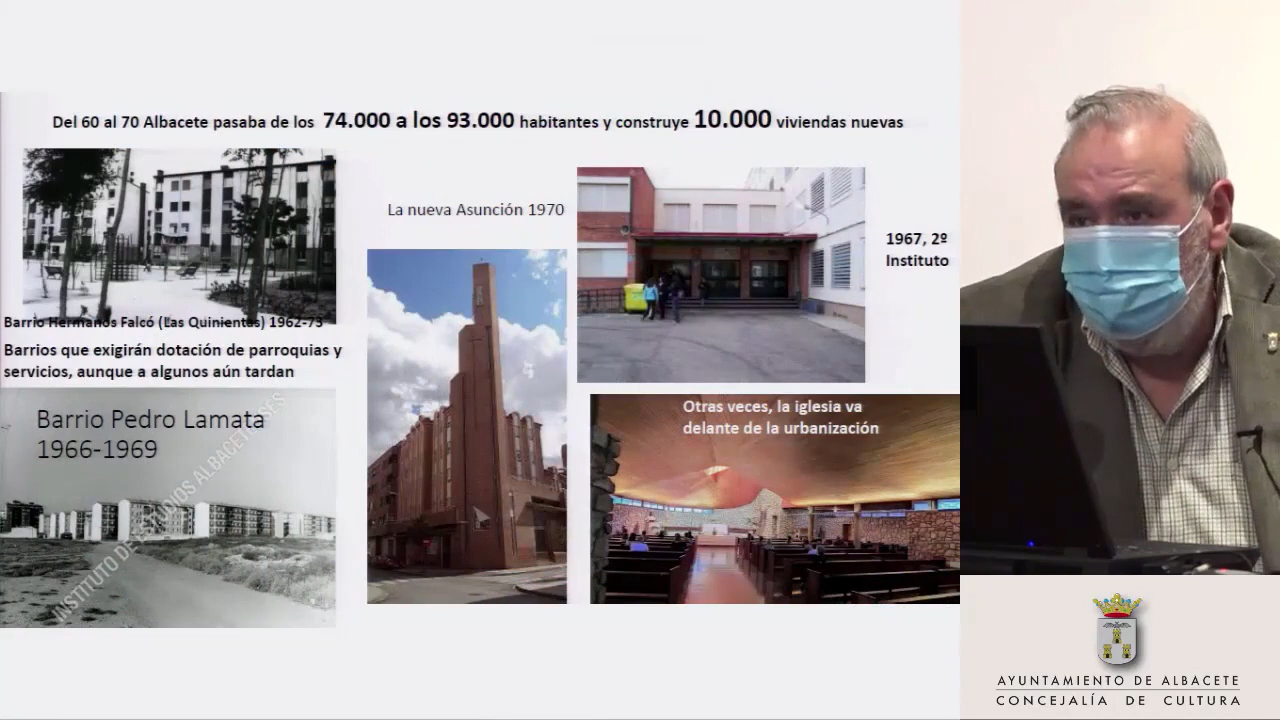 Del 60 al 70 Albacete pasaba de los 74.000 a los 93.000 habitantes y construye 10.000 viviendas nuevas
La nueva Asunción 1970
1967, 2º
Instituto
Barrio Hermanos Falcó (Las Quinientas) 1962-73
Barrios que exigirán dotación de parroquias y
servicios, aunque a algunos aún tardan
Barrio Pedro Lamata
1966-1969
INSTITUTO DE ESTUDIOS ALBACETENSES
Otras veces, la iglesia va
delante de la urbanización
AYUNTAMIENTO DE ALBACETE
CONCEJALÍA DE CULTURA